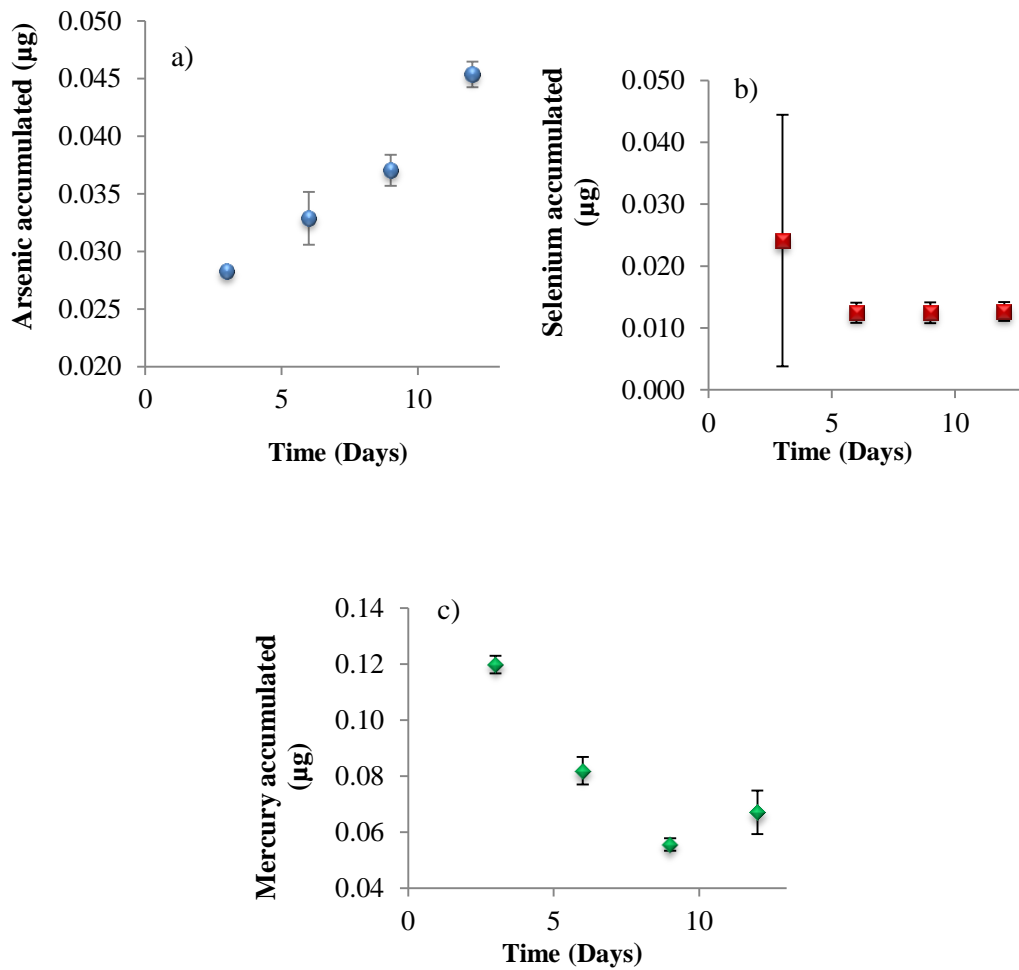 a)
Arsenic accumulated (µg)
0.050
0.045
0.040
0.035
0.030
0.025
0.020
0
5
10
Time (Days)
b)
Selenium accumulated
(µg)
0.050
0.040
0.030
0.020
0.010
0.000
0
5
10
Time (Days)
c)
Mercury accumulated
(µg)
0.14
0.12
0.10
0.08
0.06
0.04
0
5
10
Time (Days)